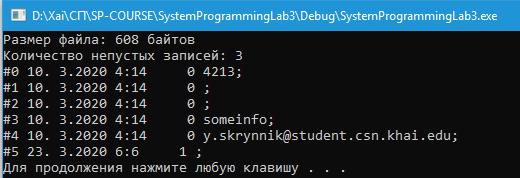 D:\Xai\СП\SP-COURSE\SystemProgrammingLab3\Debug\SystemProgrammingLab3.exe
Размер файла: 608 байтов
Количество непустых записей: 3
#0 10. 3.2020 4:14     0 4213;
#1 10. 3.2020 4:14     0 ;
#2 10. 3.2020 4:14     0 ;
#3 10. 3.2020 4:14     0 someinfo;
#4 10. 3.2020 4:14     0 y.skrynnik@student.csn.khai.edu;
#5 23. 3.2020 6:6     1 ;
Для продолжения нажмите любую клавишу . . .